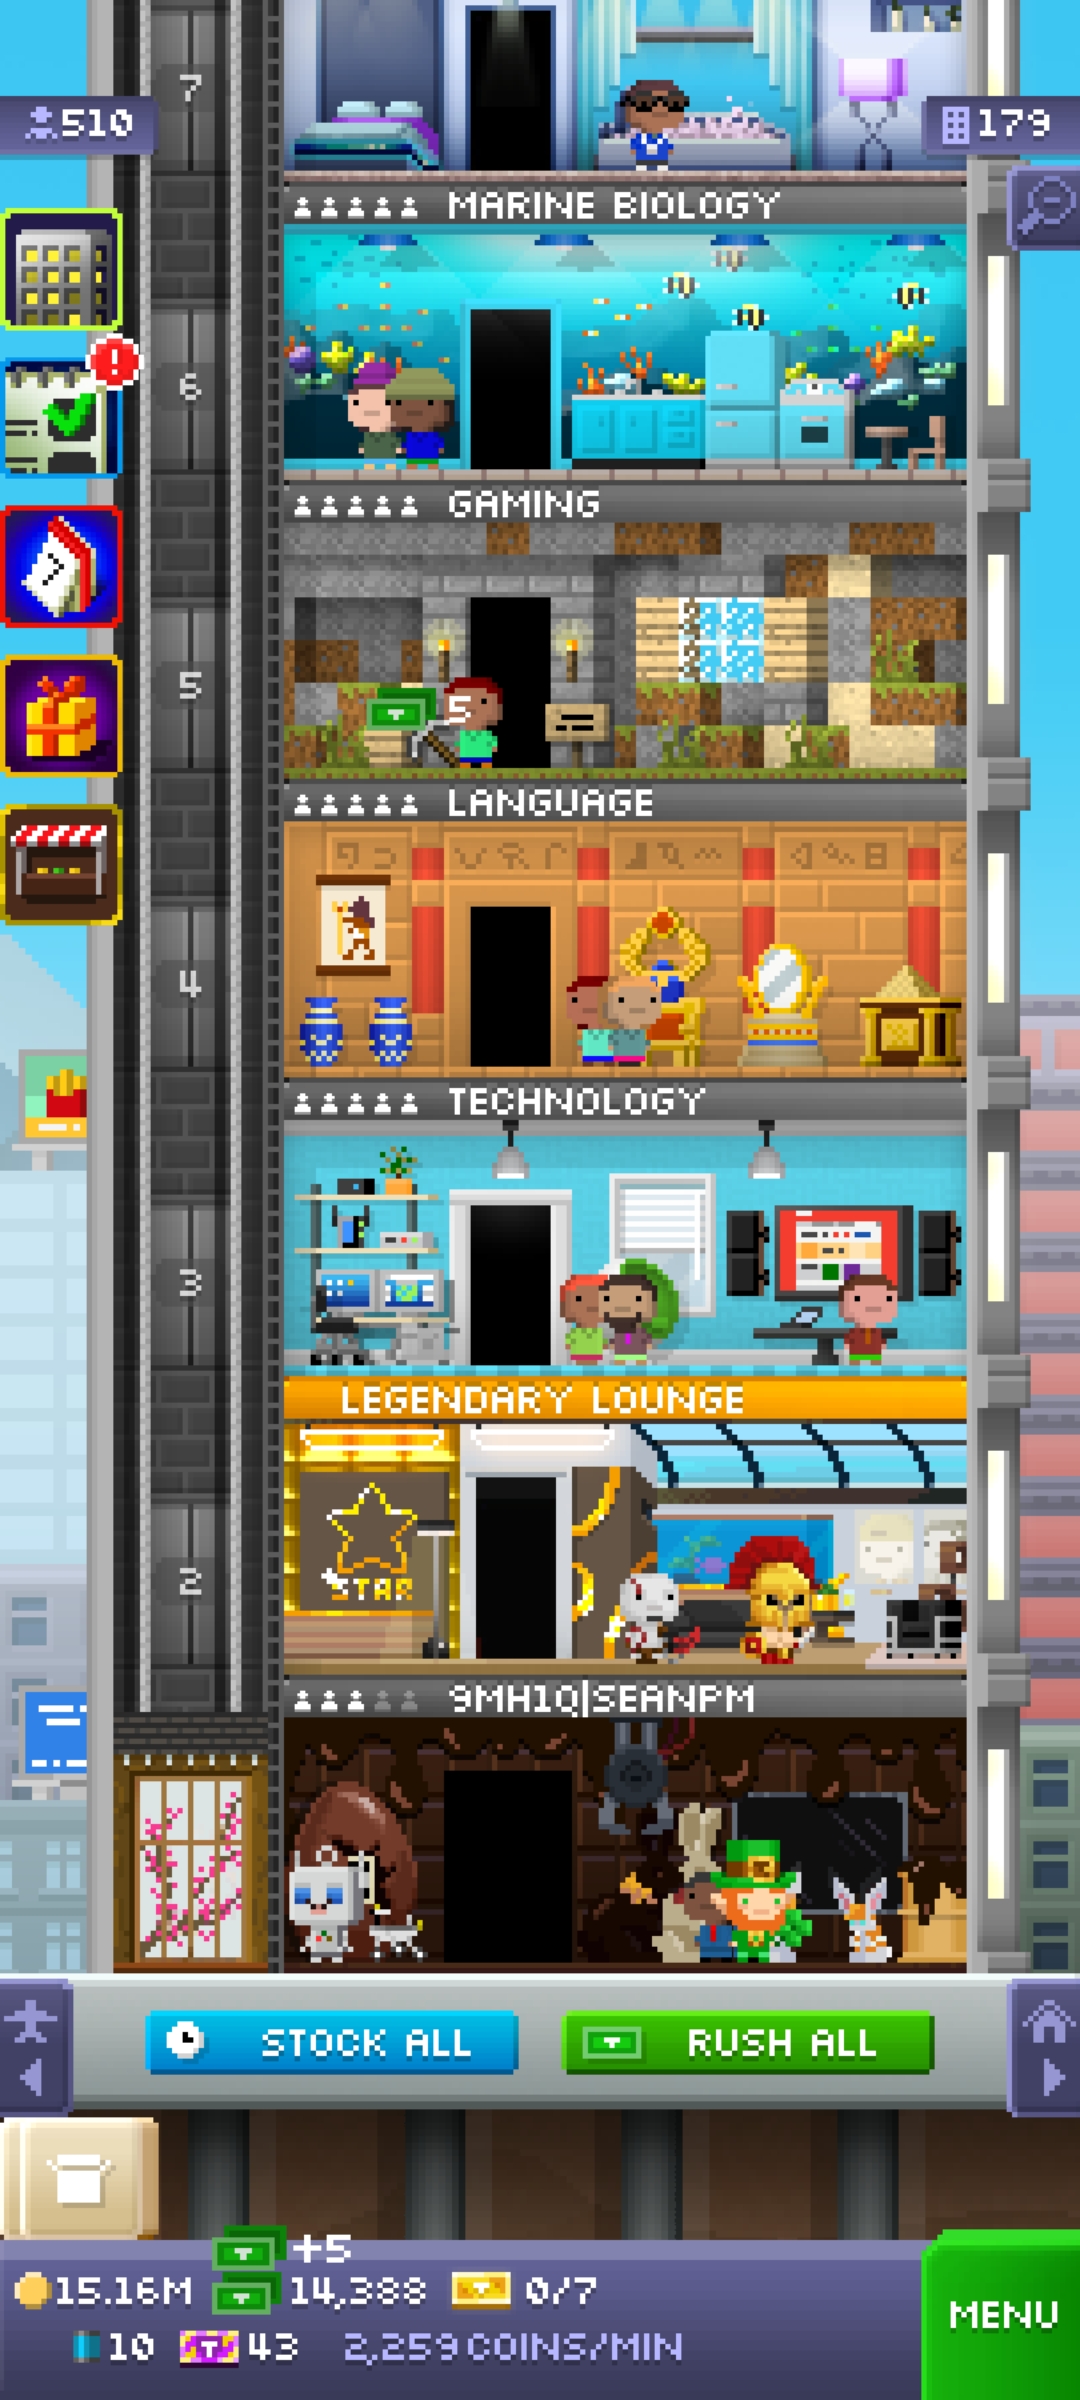 7
510
179
MARINE BIOLOGY
6
GAMING
5
5
LANGUAGE
4
TECHNOLOGY
3
LEGENDARY LOUNGE
STAR
2
9MH1Q|SEANPM
STOCK ALL
RUSH ALL
+5
15.16M 14,388 0/7
10 43 2,259 COINS/MIN
MENU